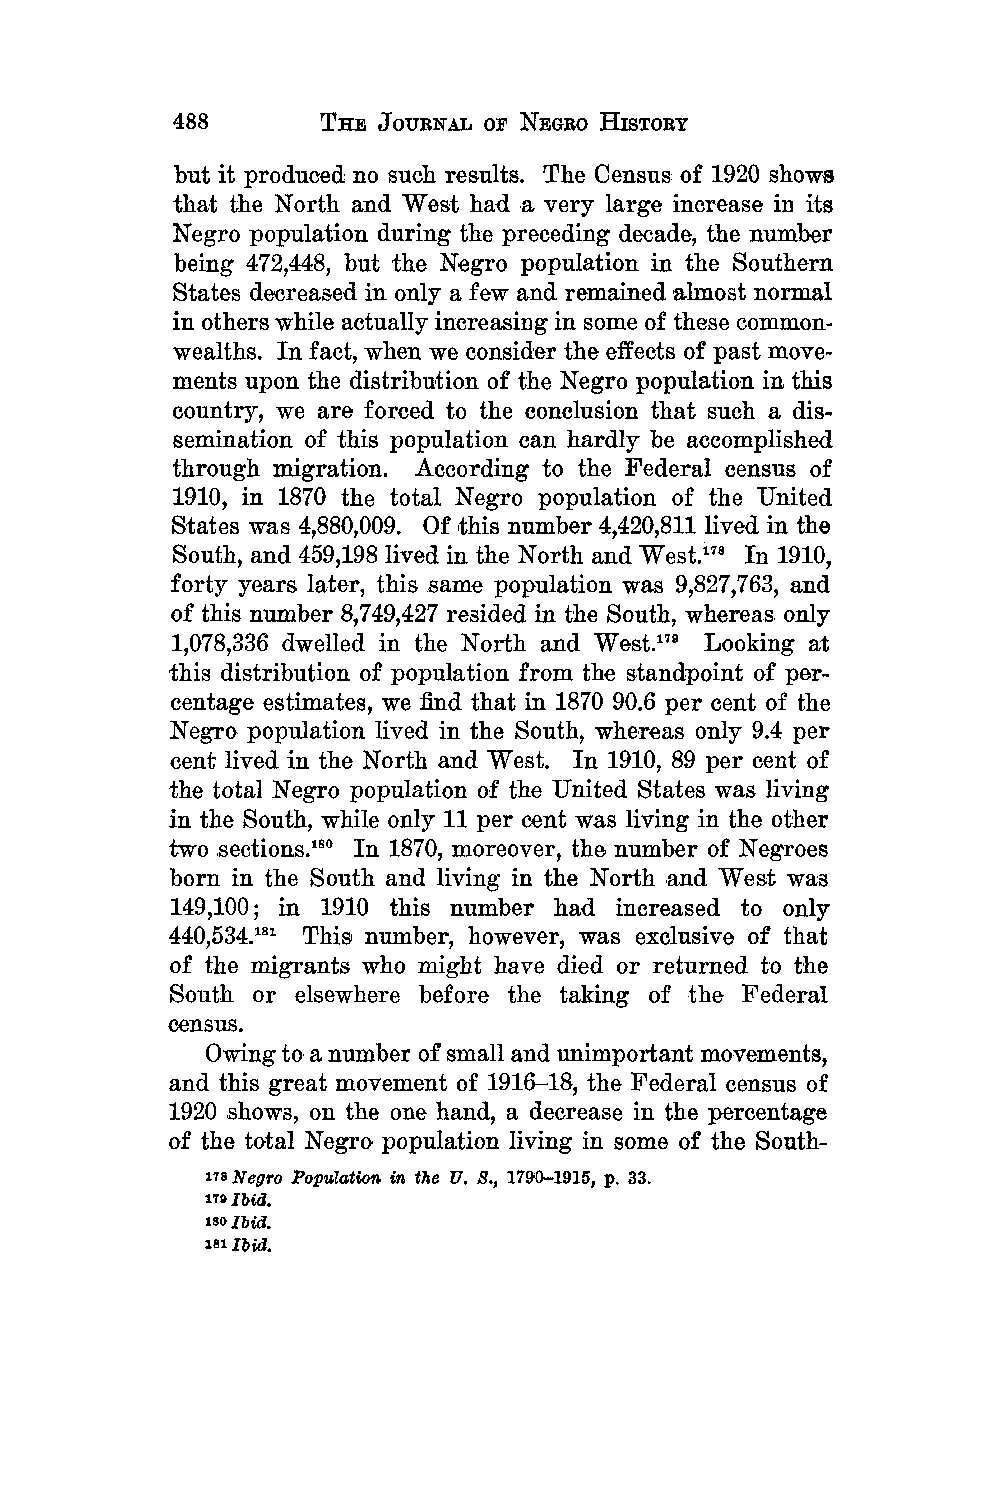 488 THE JOURNAL OF NEGRO HISTORY
but it produced no such results. The Census of 1920 shows
that the North and West had a very large increase in its
Negro population during the preceding decade, the number
being 472,448, but the Negro population in the Southern
States decreased in only a few and remained almost normal
in others while actually increasing in some of these common-
wealths. In fact, when we consider the effects of past move-
ments upon the distribution of the Negro population in this
country, we are forced to the conclusion that such a dis-
semination of this population can hardly be accomplished
through migration. According to the Federal census of
1910, in 1870 the total Negro population of the United
States was 4,880,009. Of this number 4,420,811 lived in the
South, and 459,198 lived in the North and West.¹⁷⁸ In 1910,
forty years later, this same population was 9,827,763, and
of this number 8,749,427 resided in the South, whereas only
1,078,336 dwelled in the North and West.¹⁷⁹ Looking at
this distribution of population from the standpoint of per-
centage estimates, we find that in 1870 90.6 per cent of the
Negro population lived in the South, whereas only 9.4 per
cent lived in the North and West. In 1910, 89 per cent of
the total Negro population of the United States was living
in the South, while only 11 per cent was living in the other
two sections.¹⁸⁰ In 1870, moreover, the number of Negroes
born in the South and living in the North and West was
149,100; in 1910 this number had increased to only
440,534.¹⁸¹ This number, however, was exclusive of that
of the migrants who might have died or returned to the
South or elsewhere before the taking of the Federal
census.
Owing to a number of small and unimportant movements,
and this great movement of 1916–18, the Federal census of
1920 shows, on the one hand, a decrease in the percentage
of the total Negro population living in some of the South-
¹⁷⁸ Negro Population in the U. S., 1790–1915, p. 33.
¹⁷⁹ Ibid.
¹⁸⁰ Ibid.
¹⁸¹ Ibid.